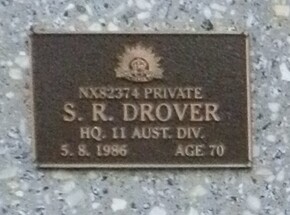 NX82374 PRIVATE
S. R. DROVER
HQ. 11 AUST. DIV.
5. 8. 1986 AGE 70